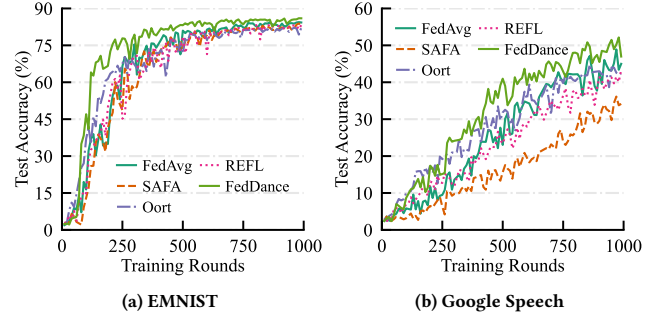 Test Accuracy (%)
90
75
60
45
30
15
0
FedAvg
REFL
SAFA
FedDance
Oort
0
250
500
750
1000
Training Rounds
(a) EMNIST
Test Accuracy (%)
60
50
40
30
20
10
0
FedAvg
REFL
SAFA
FedDance
Oort
0
250
500
750
1000
Training Rounds
(b) Google Speech